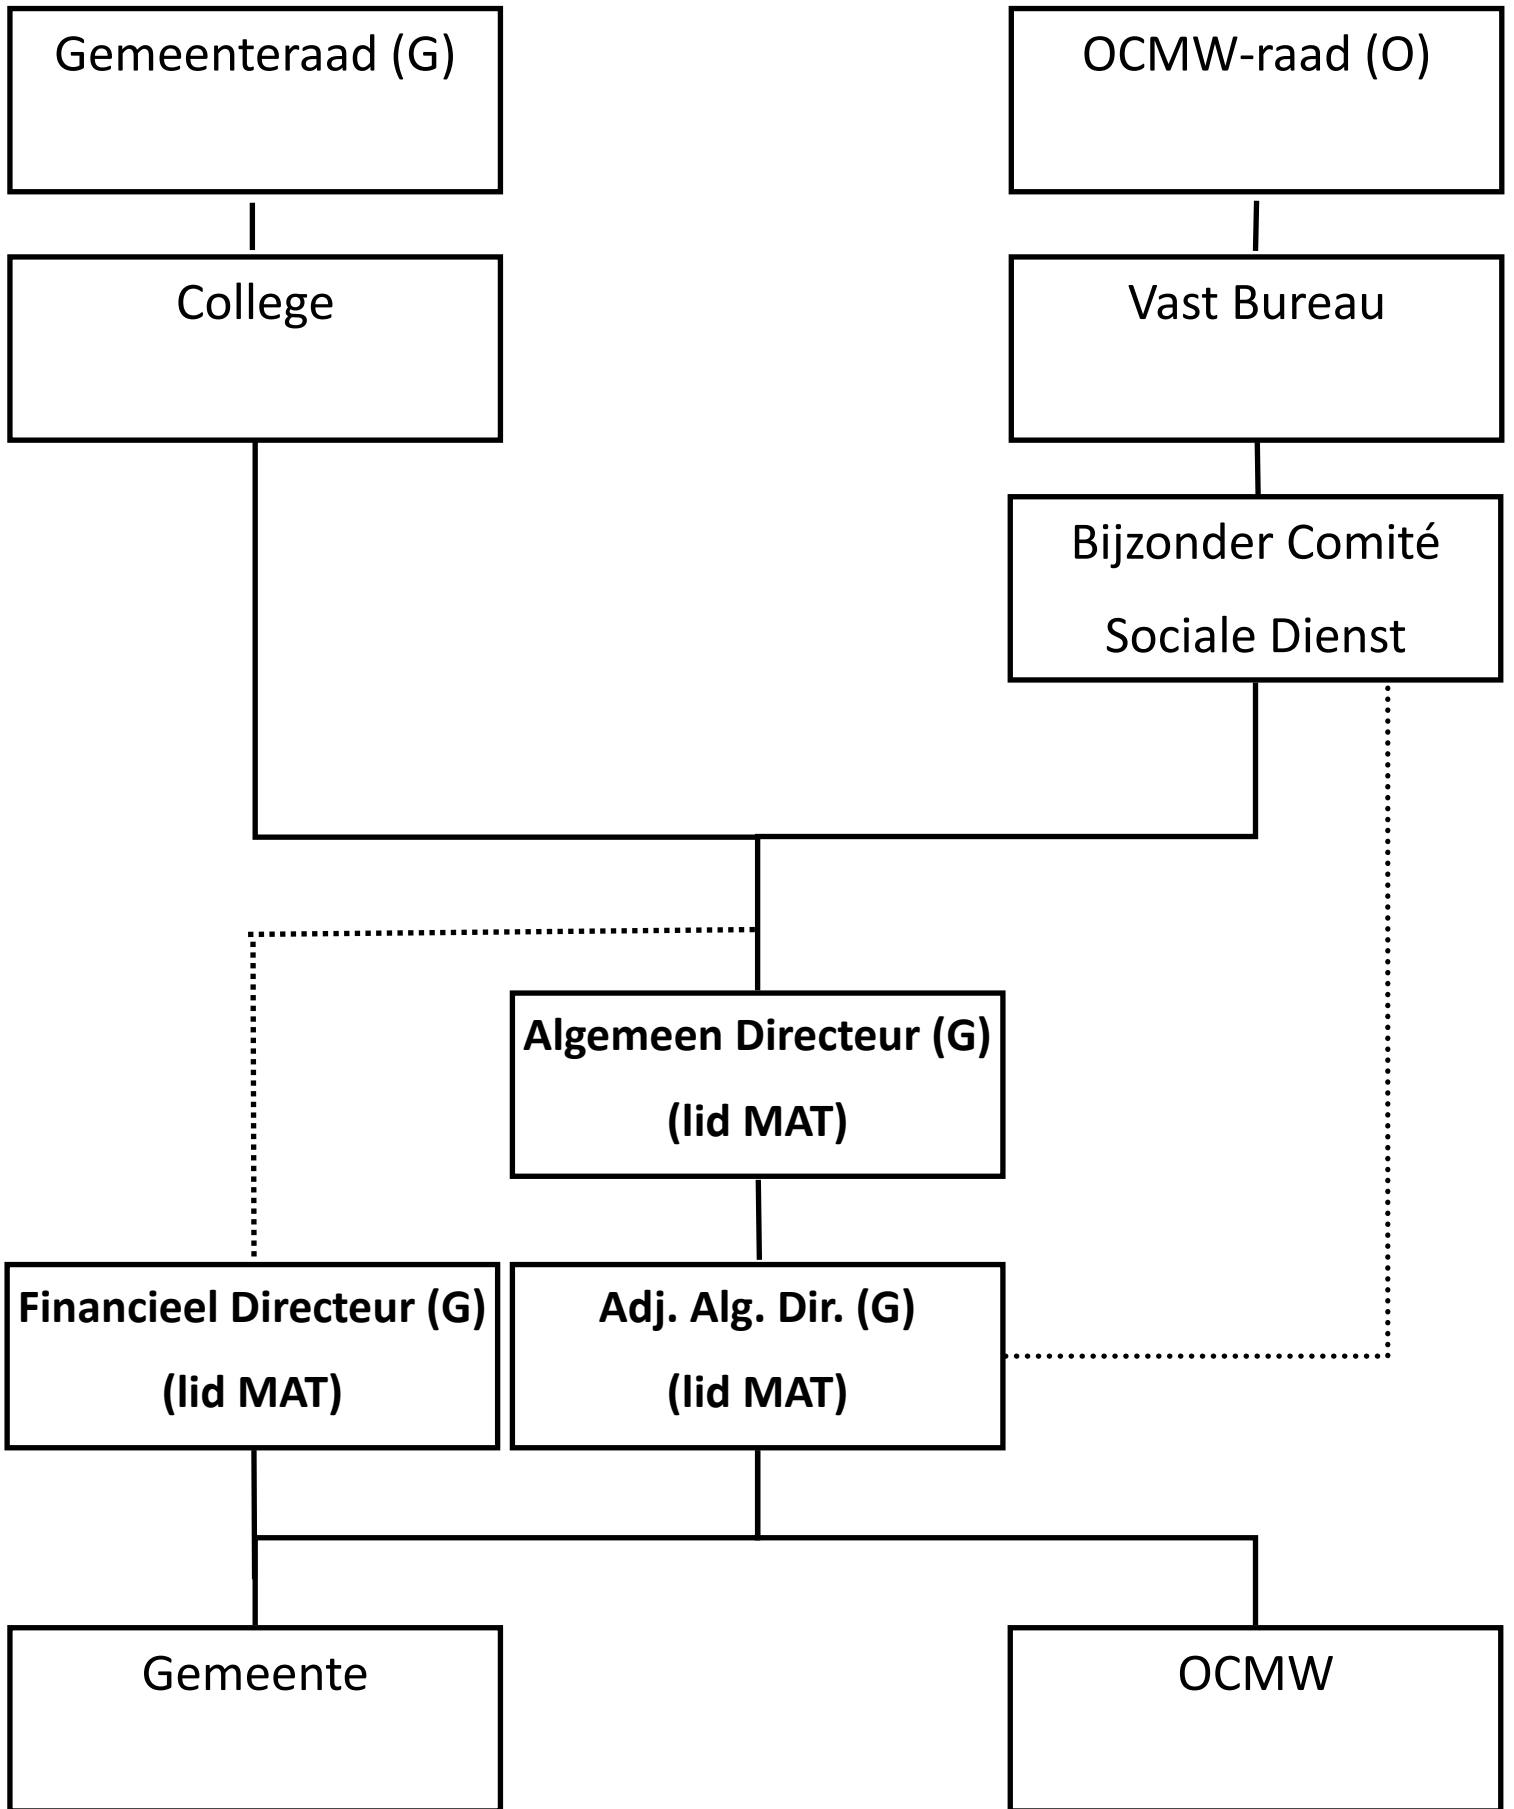 Gemeenteraad (G)
OCMW-raad (O)
College
Vast Bureau
Bijzonder Comité
Sociale Dienst
Algemeen Directeur (G)
(lid MAT)
Financieel Directeur (G)
(lid MAT)
Adj. Alg. Dir. (G)
(lid MAT)
Gemeente
OCMW